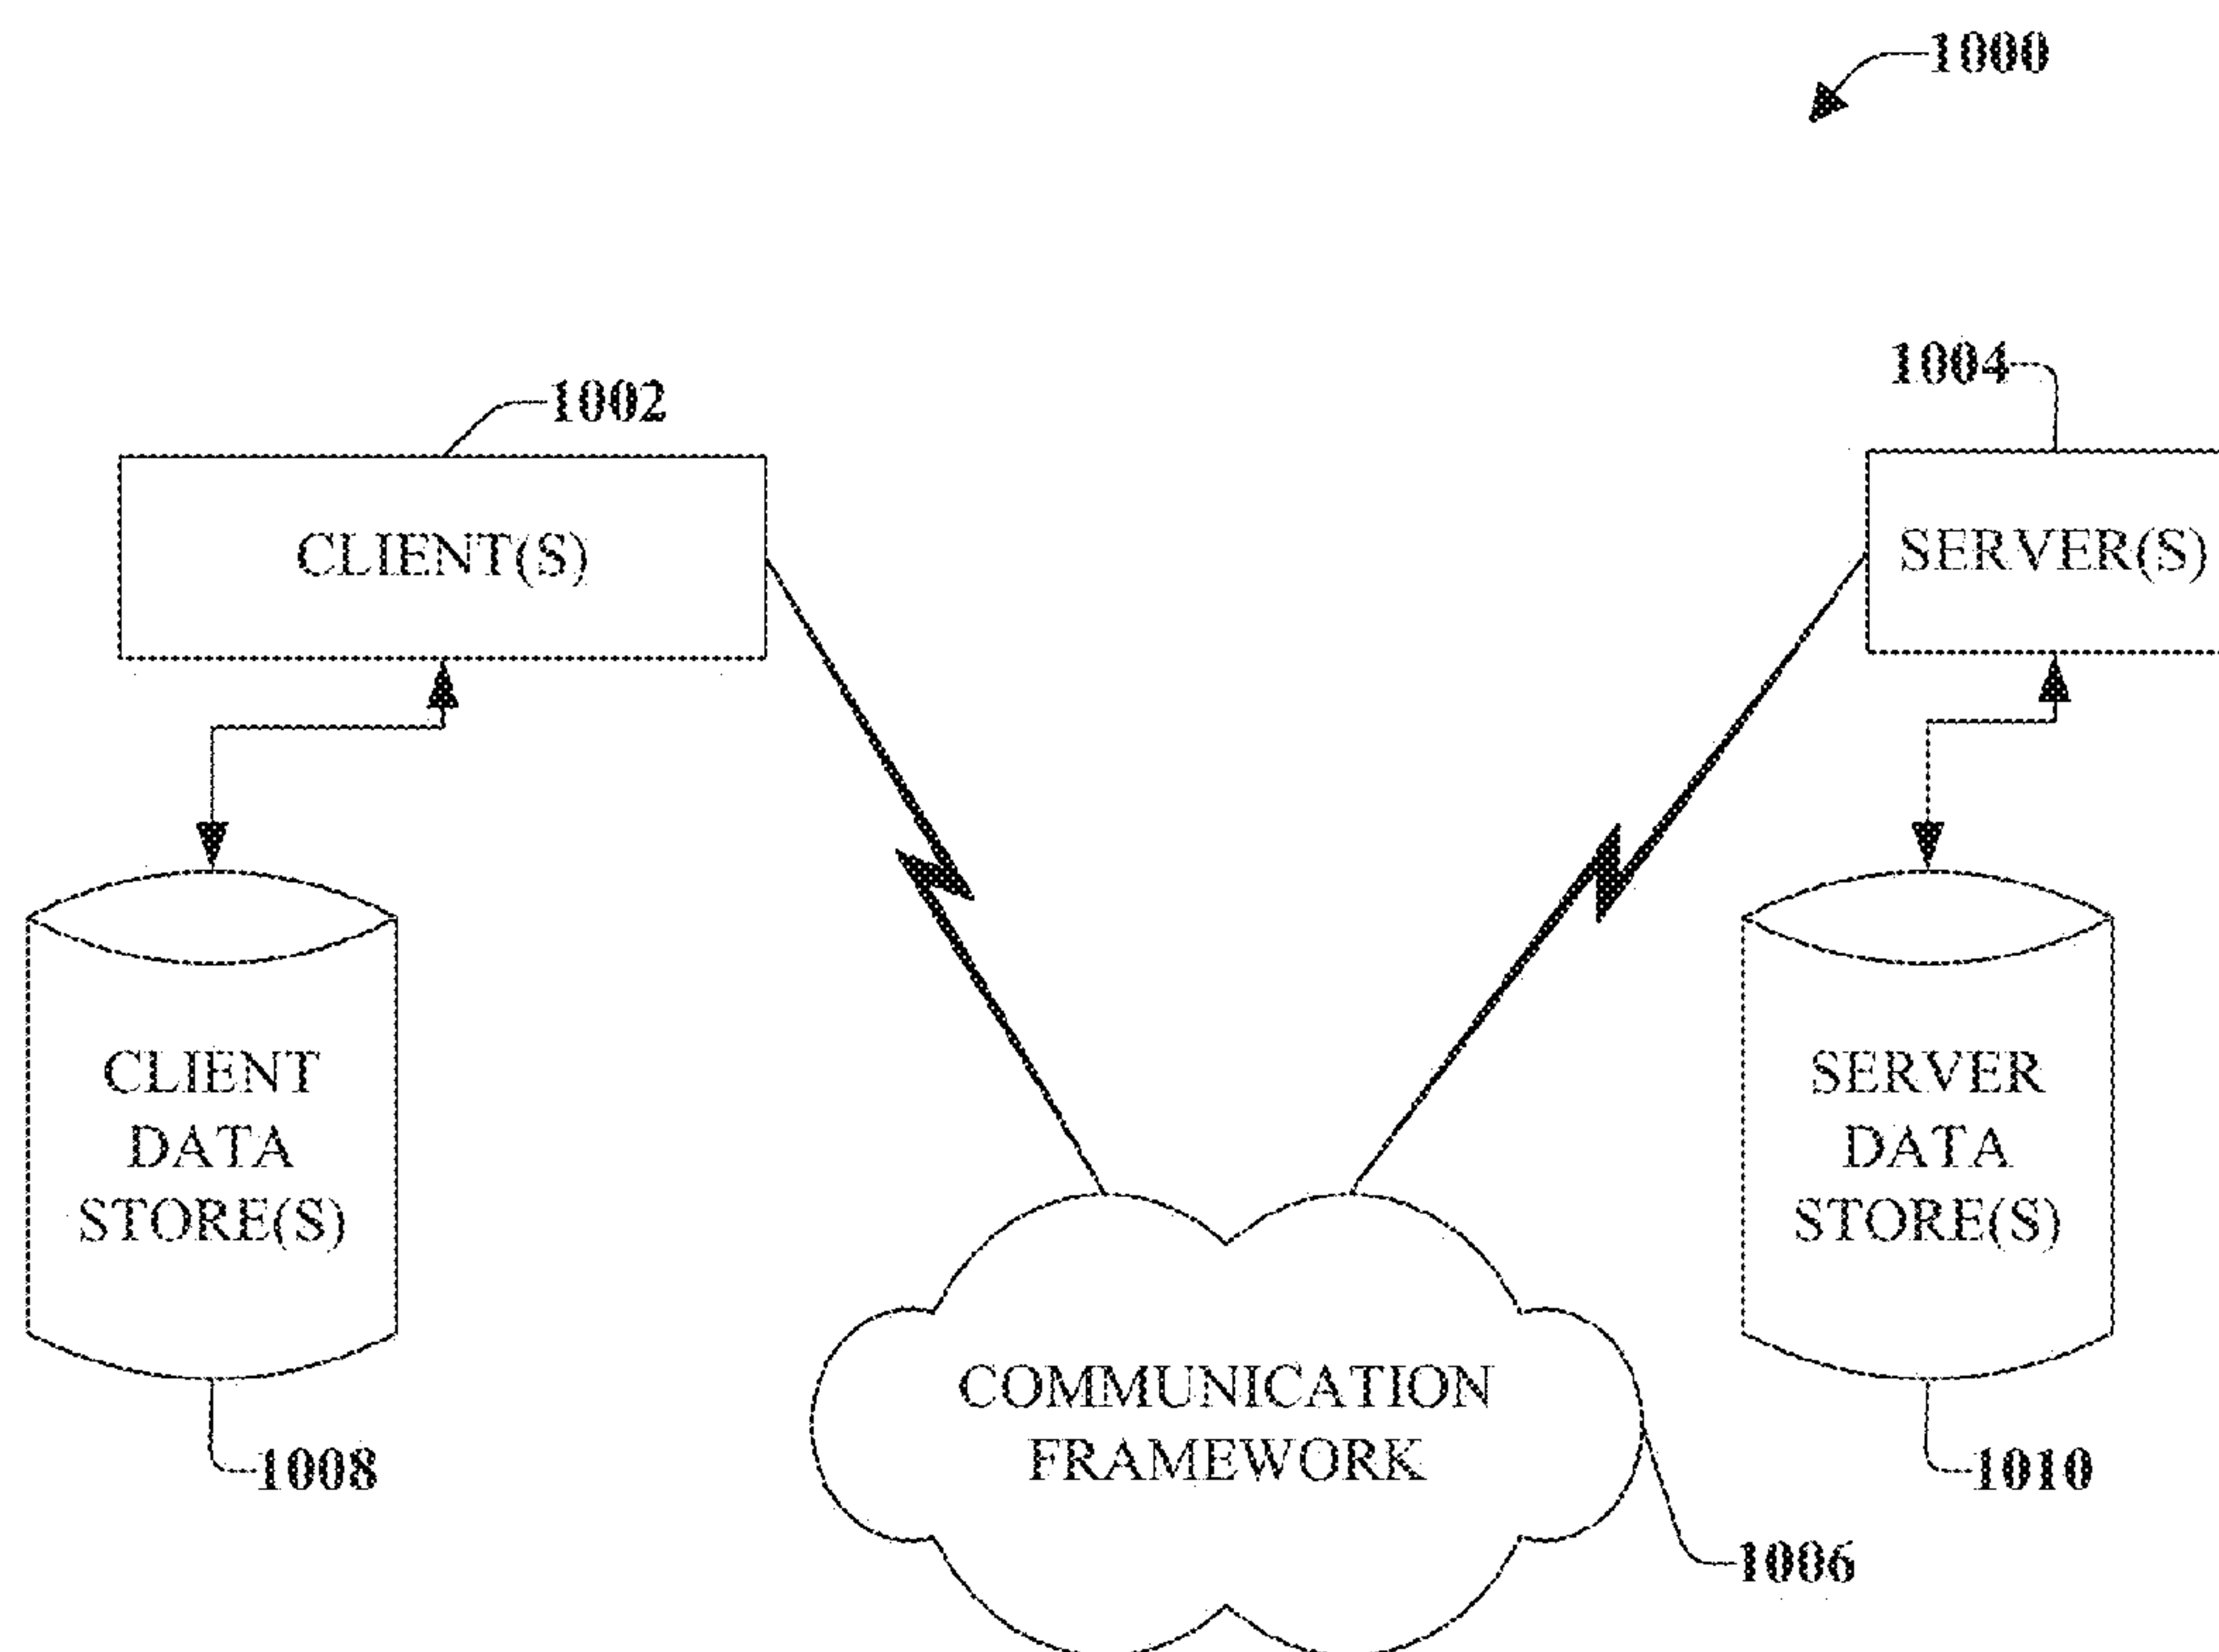 1000
1002
1004
CLIENT(S)
SERVER(S)
CLIENT
DATA
STORE(S)
SERVER
DATA
STORE(S)
COMMUNICATION
FRAMEWORK
1008
1010
1006